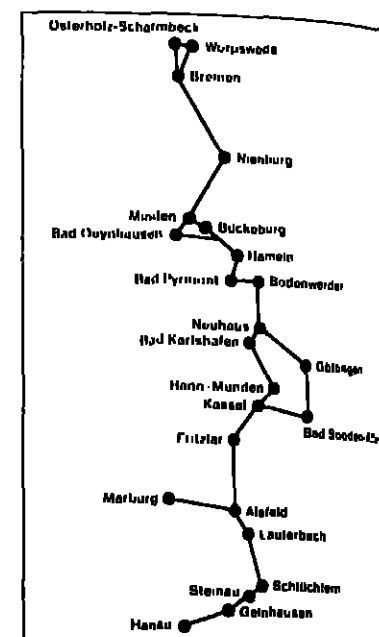 Osterholz-Scharmbeck
Worpswede
Bremen
Nienburg
Minden
Bückeburg
Bad Oeynhausen
Hameln
Bad Pyrmont
Bodenwerder
Neuhaus
Bad Karlshafen
Göttingen
Hann.-Münden
Kassel
Bad Sooden
Fritzlar
Marburg
Alsfeld
Lauterbach
Schlüchtern
Steinau
Gelnhausen
Hanau